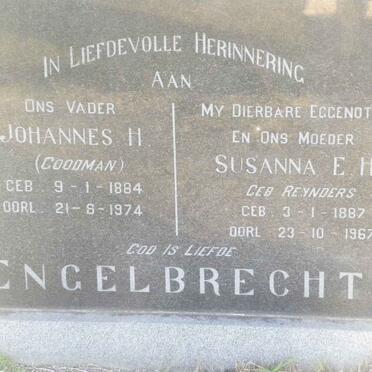 IN LIEFDEVOLLE HERINNERING
AAN
ONS VADER
JOHANNES H.
(GOODMAN)
GEB. 9-1-1884
OORL. 21-6-1974
MY DIERBARE EGGENOT
EN ONS MOEDER
SUSANNA E. H
GEB REYNDERS
GEB. 3-1-1887
OORL 23-10-1967
GOD IS LIEFDE
ENGELBRECHT